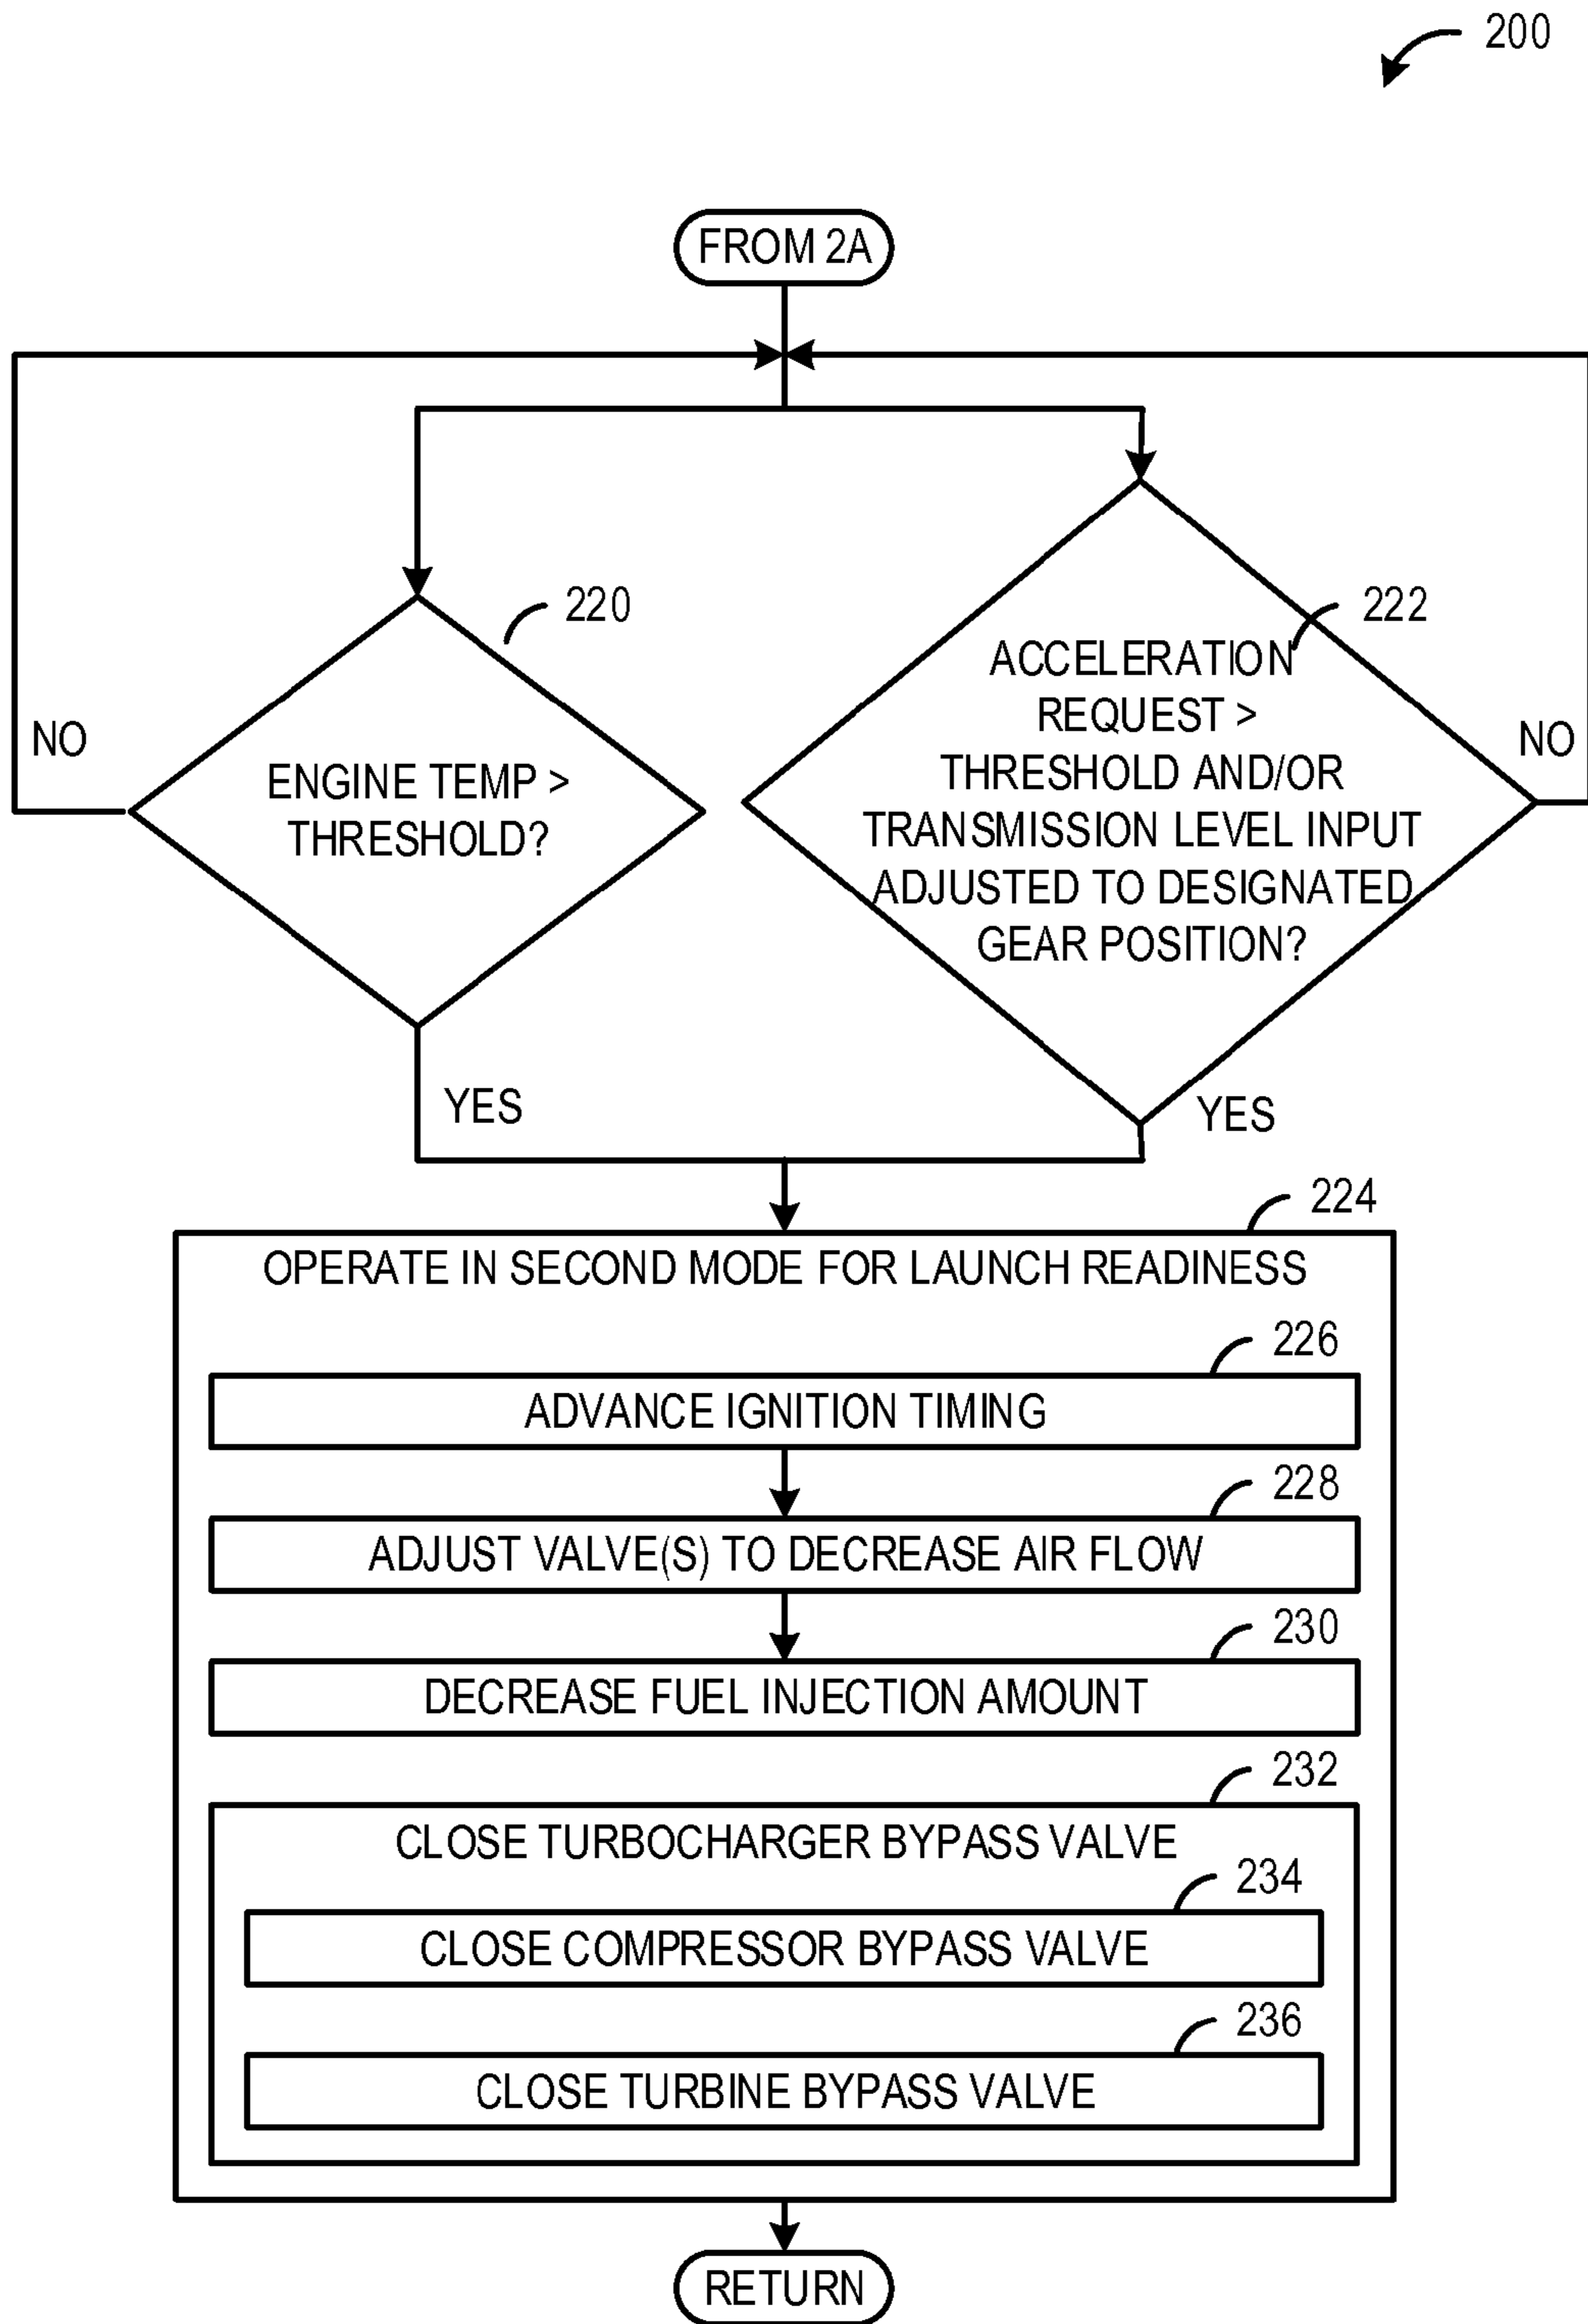 200
FROM 2A
220
222
ACCELERATION
REQUEST >
THRESHOLD AND/OR
TRANSMISSION LEVEL INPUT
ADJUSTED TO DESIGNATED
GEAR POSITION?
NO
NO
ENGINE TEMP >
THRESHOLD?
YES
YES
224
OPERATE IN SECOND MODE FOR LAUNCH READINESS
226
ADVANCE IGNITION TIMING
228
ADJUST VALVE(S) TO DECREASE AIR FLOW
230
DECREASE FUEL INJECTION AMOUNT
232
CLOSE TURBOCHARGER BYPASS VALVE
234
CLOSE COMPRESSOR BYPASS VALVE
236
CLOSE TURBINE BYPASS VALVE
RETURN